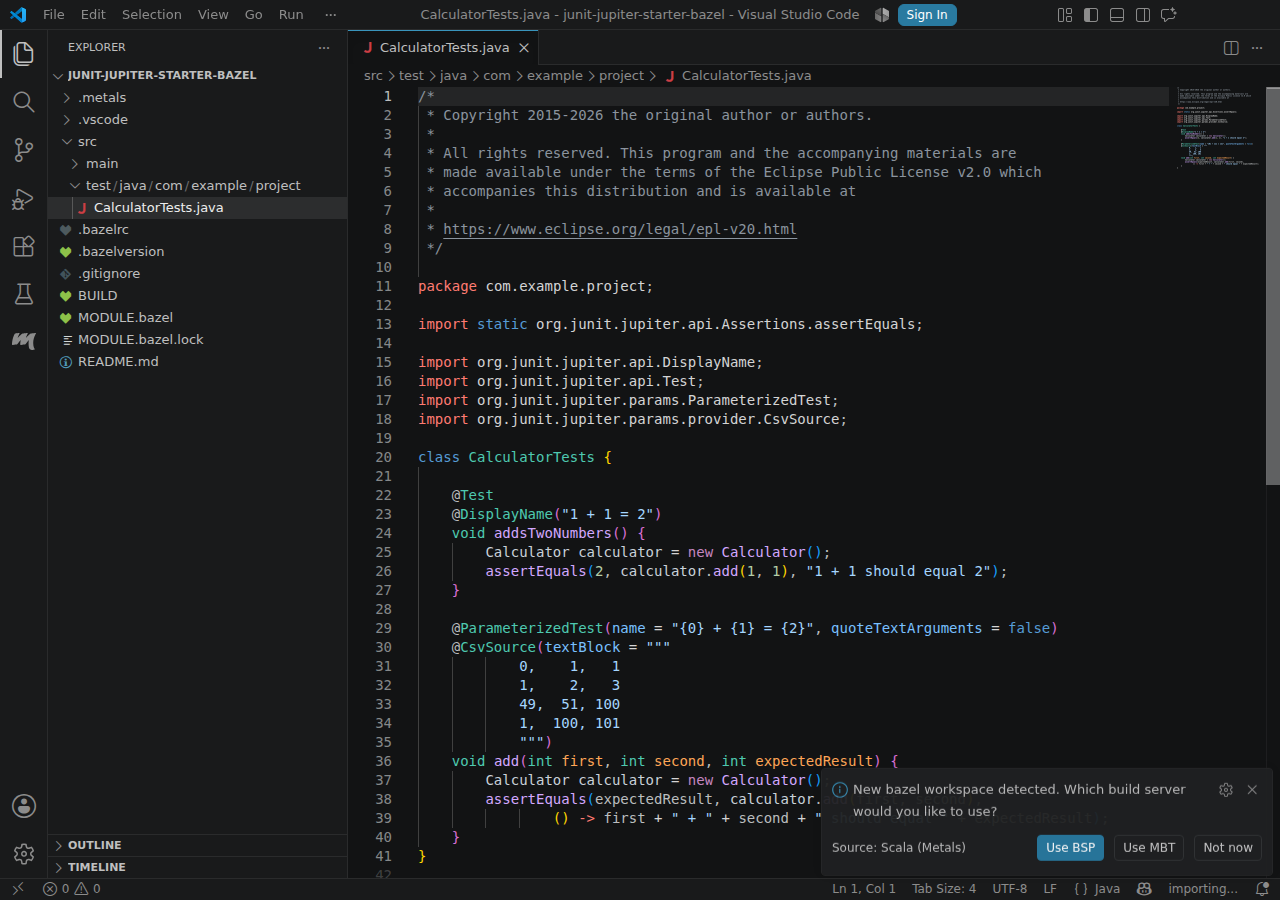 File Edit Selection View Go Run ··· CalculatorTests.java - junit-jupiter-starter-bazel - Visual Studio Code Sign In
EXPLORER ···
JUNIT-JUPITER-STARTER-BAZEL
.metals
.vscode
src
main
test/java/com/example/project
CalculatorTests.java
.bazelrc
.bazelversion
.gitignore
BUILD
MODULE.bazel
MODULE.bazel.lock
README.md
OUTLINE
TIMELINE
CalculatorTests.java
src > test > java > com > example > project > CalculatorTests.java
1 /*
2  * Copyright 2015-2026 the original author or authors.
3  *
4  * All rights reserved. This program and the accompanying materials are
5  * made available under the terms of the Eclipse Public License v2.0 which
6  * accompanies this distribution and is available at
7  *
8  * https://www.eclipse.org/legal/epl-v20.html
9  */
10
11 package com.example.project;
12
13 import static org.junit.jupiter.api.Assertions.assertEquals;
14
15 import org.junit.jupiter.api.DisplayName;
16 import org.junit.jupiter.api.Test;
17 import org.junit.jupiter.params.ParameterizedTest;
18 import org.junit.jupiter.params.provider.CsvSource;
19
20 class CalculatorTests {
21
22     @Test
23     @DisplayName("1 + 1 = 2")
24     void addsTwoNumbers() {
25         Calculator calculator = new Calculator();
26         assertEquals(2, calculator.add(1, 1), "1 + 1 should equal 2");
27     }
28
29     @ParameterizedTest(name = "{0} + {1} = {2}", quoteTextArguments = false)
30     @CsvSource(textBlock = """
31             0,    1,   1
32             1,    2,   3
33             49,  51, 100
34             1,  100, 101
35             """)
36     void add(int first, int second, int expectedResult) {
37         Calculator calculator = new Calculator()
38         assertEquals(expectedResult, calculator.
39                 () -> first + " + " + second + "
40     }
41 }
42
New bazel workspace detected. Which build server
would you like to use?
Source: Scala (Metals) Use BSP Use MBT Not now
0 0 Ln 1, Col 1 Tab Size: 4 UTF-8 LF { } Java importing...